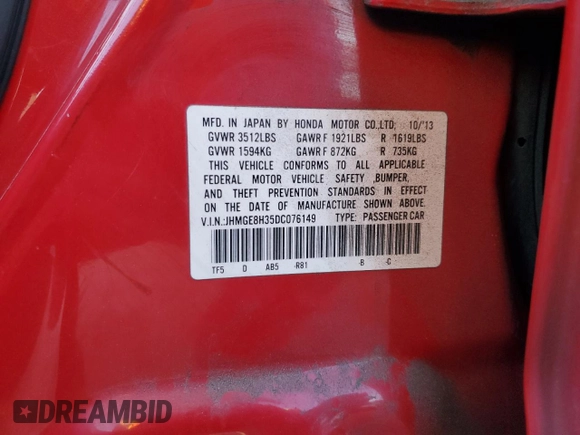 MFD. IN JAPAN BY HONDA MOTOR CO.,LTD. 10/'13
GVWR 3512LBS GAWR F 1921LBS R 1619LBS
GVWR 1594KG GAWR F 872KG R 735KG
THIS VEHICLE CONFORMS TO ALL APPLICABLE
FEDERAL MOTOR VEHICLE SAFETY ,BUMPER,
AND THEFT PREVENTION STANDARDS IN EFFECT
ON THE DATE OF MANUFACTURE SHOWN ABOVE.
V.I.N.:JHMGE8H35DC076149 TYPE: PASSENGER CAR
TF5 D AB5 -R81 -B -C
DREAMBID